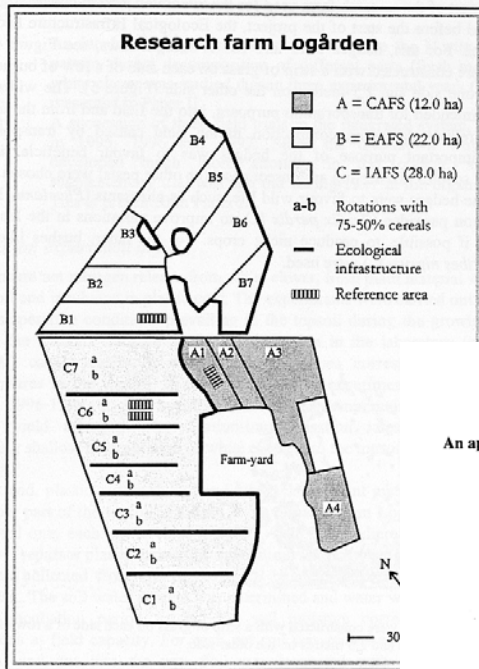 Research farm Logården
A = CAFS (12.0 ha)
B = EAFS (22.0 ha)
C = IAFS (28.0 ha)
a-b Rotations with
75-50% cereals
Ecological
infrastructure
Reference area
B4
B5
B3
B6
B2
B7
B1
A1 A2 A3
C7 a
b
C6 a
b
a
C5 b
C4 a
b
Farm-yard
A4
C3 a
b
C2 a
b
C1 a
b
An ap
N
30